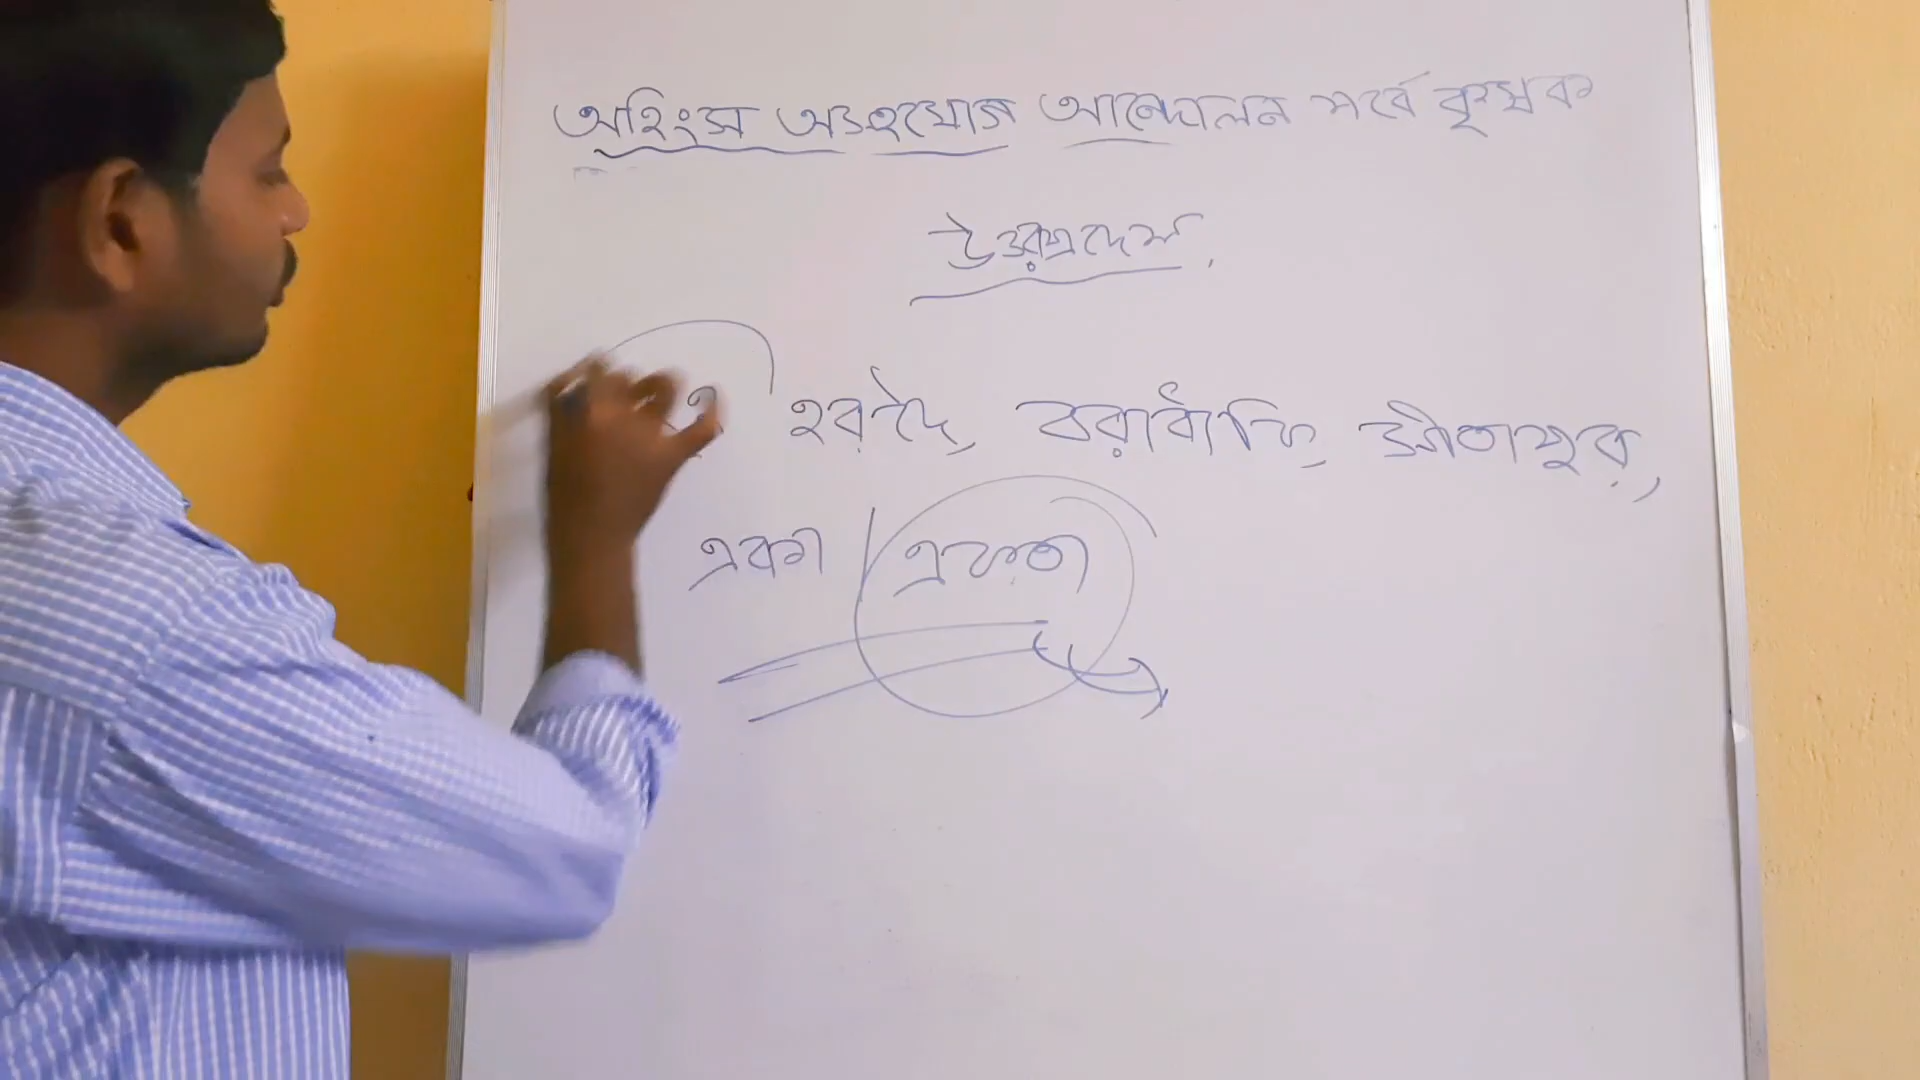 অহিংস অসহযোগ আন্দোলন পর্বে কৃষক
উত্তরপ্রদেশ
হরদৈ, বরাবাঁকি, সীতাপুর,
একা / একতা